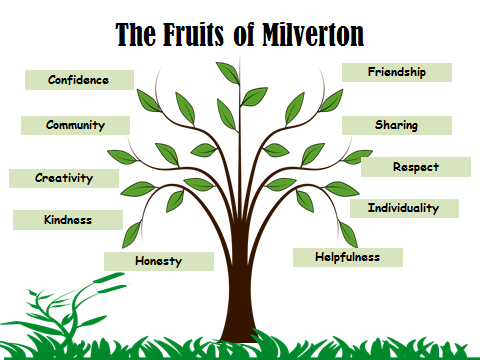 The Fruits of Milverton
Confidence
Friendship
Community
Sharing
Creativity
Respect
Kindness
Individuality
Honesty
Helpfulness